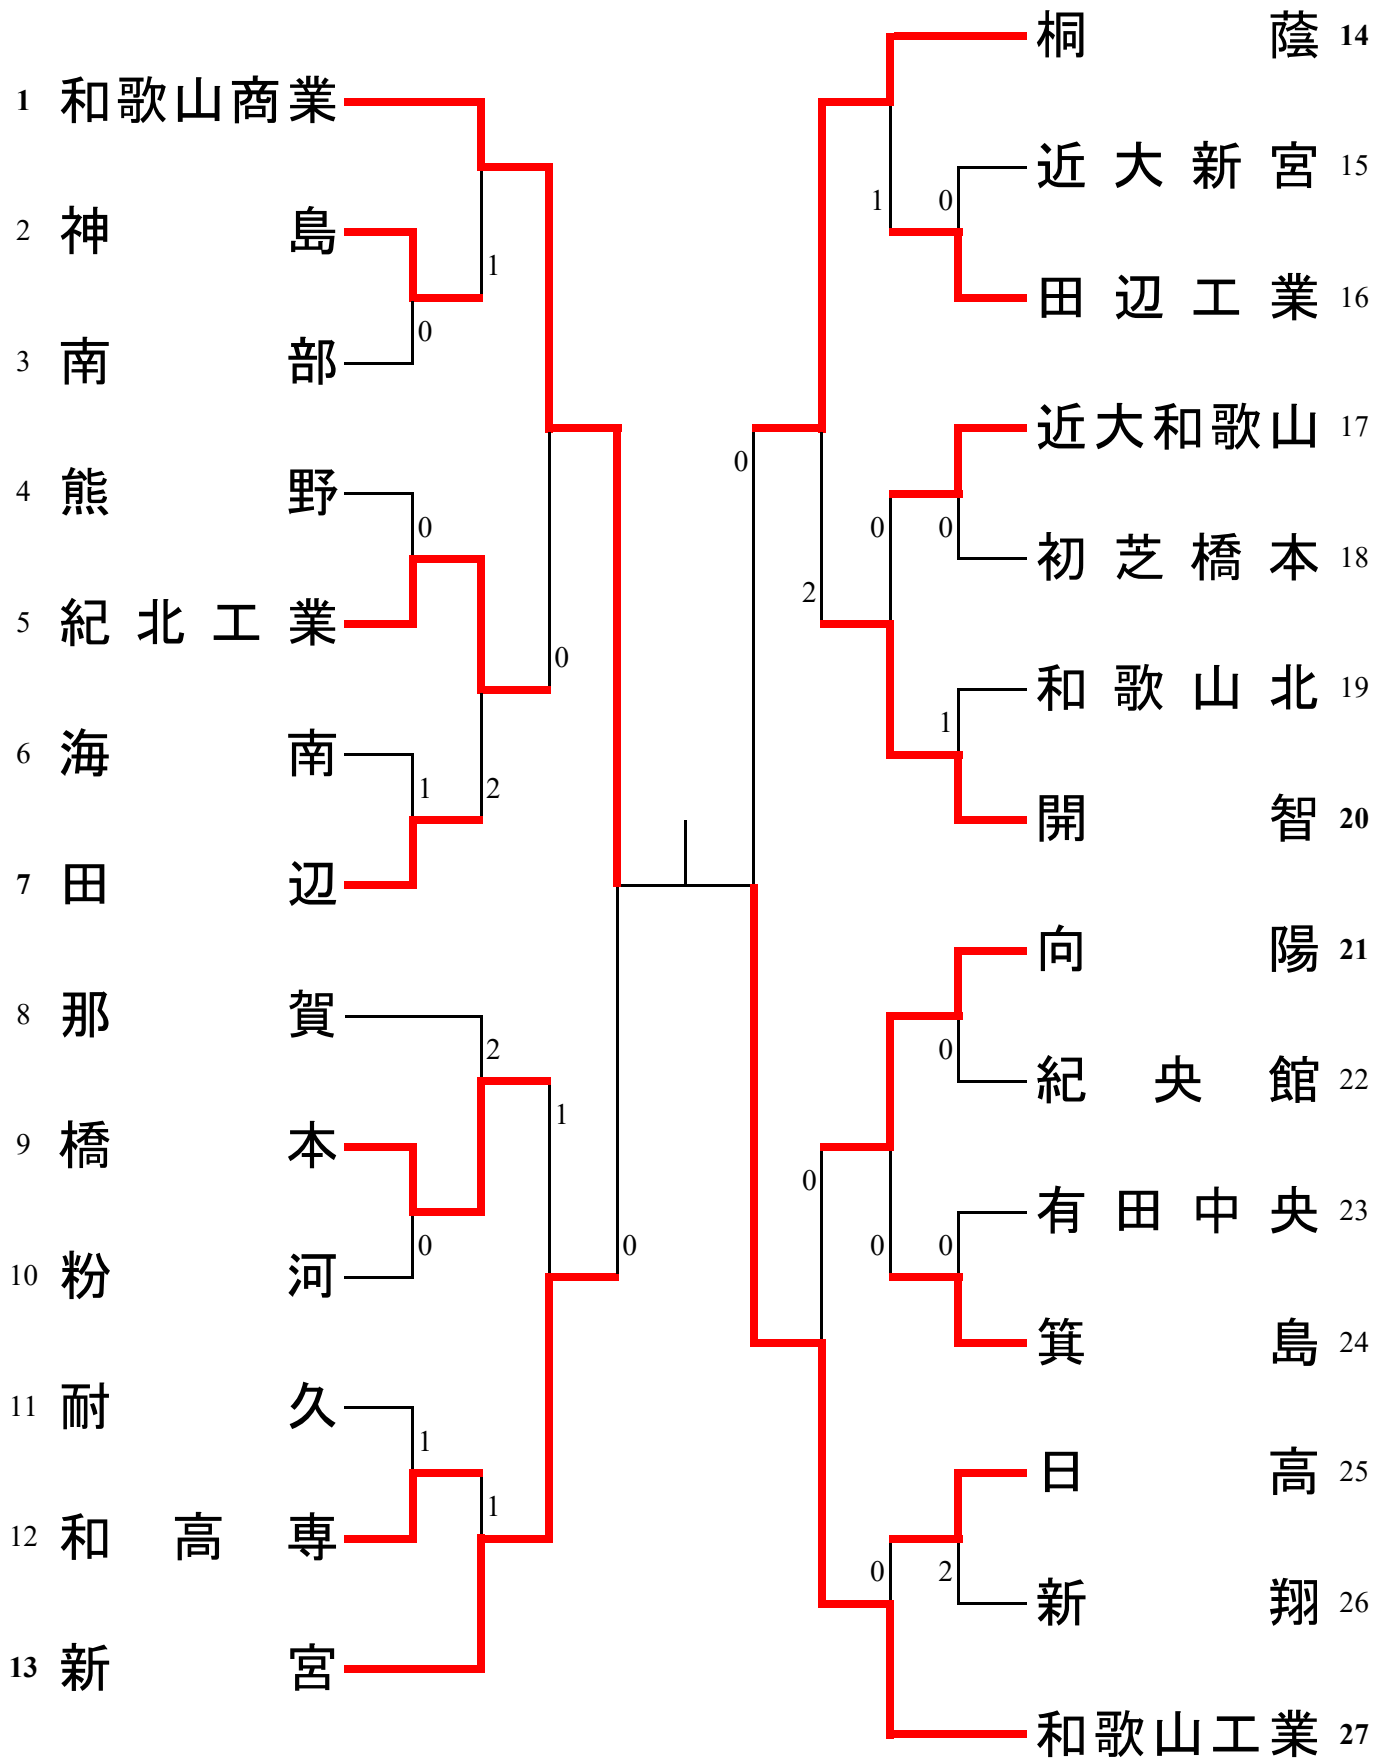 1 和歌山商業
2 神島
1
0
3 南部
4 熊野
0
5 紀北工業
0
6 海南
1
2
7 田辺
8 那賀
2
1
9 橋本
0
10 粉河
0
11 耐久
1
12 和高専
1
13 新宮
桐蔭 14
近大新宮 15
1
0
田辺工業 16
近大和歌山 17
0
0
0
初芝橋本 18
2
和歌山北 19
1
開智 20
向陽 21
0
紀央館 22
0
有田中央 23
0
0
箕島 24
日高 25
0
2
新翔 26
和歌山工業 27